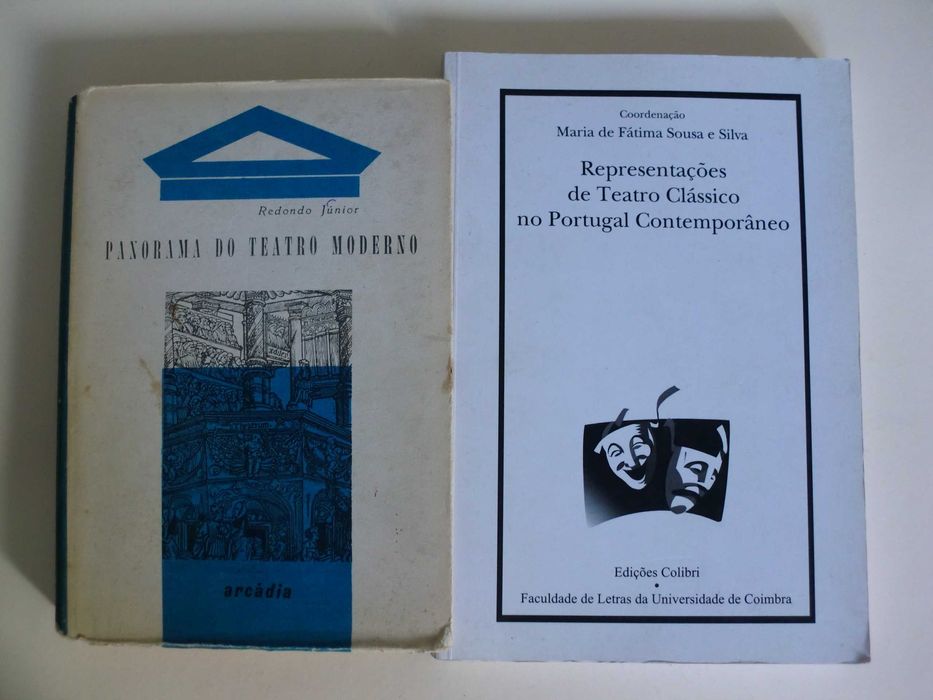 Redondo Júnior
PANORAMA DO TEATRO MODERNO
arcádia
Coordenação
Maria de Fátima Sousa e Silva
Representações
de Teatro Clássico
no Portugal Contemporâneo
Edições Colibri
•
Faculdade de Letras da Universidade de Coimbra